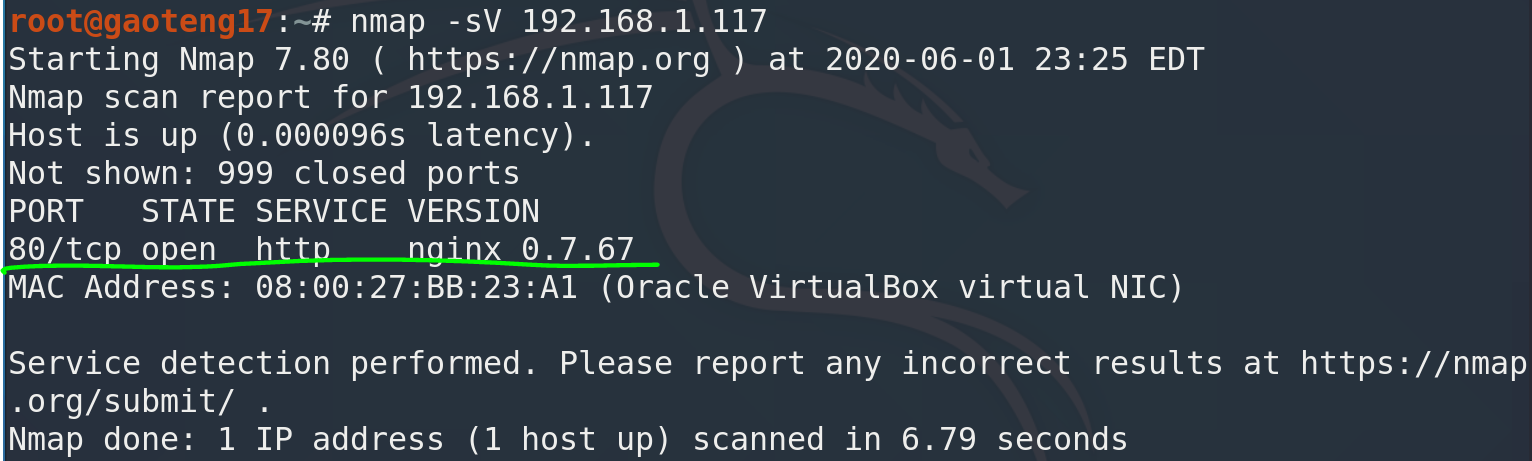 root@gaoteng17:~# nmap -sV 192.168.1.117
Starting Nmap 7.80 ( https://nmap.org ) at 2020-06-01 23:25 EDT
Nmap scan report for 192.168.1.117
Host is up (0.000096s latency).
Not shown: 999 closed ports
PORT   STATE SERVICE VERSION
80/tcp open  http    nginx 0.7.67
MAC Address: 08:00:27:BB:23:A1 (Oracle VirtualBox virtual NIC)
Service detection performed. Please report any incorrect results at https://nmap
.org/submit/ .
Nmap done: 1 IP address (1 host up) scanned in 6.79 seconds